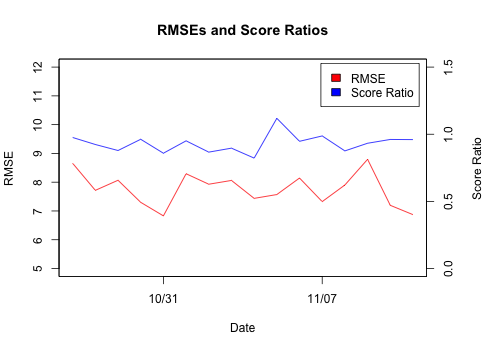 RMSEs and Score Ratios
RMSE
Score Ratio
12
11
10
9
8
7
6
5
RMSE
1.5
1.0
0.5
0.0
Score Ratio
10/31
11/07
Date